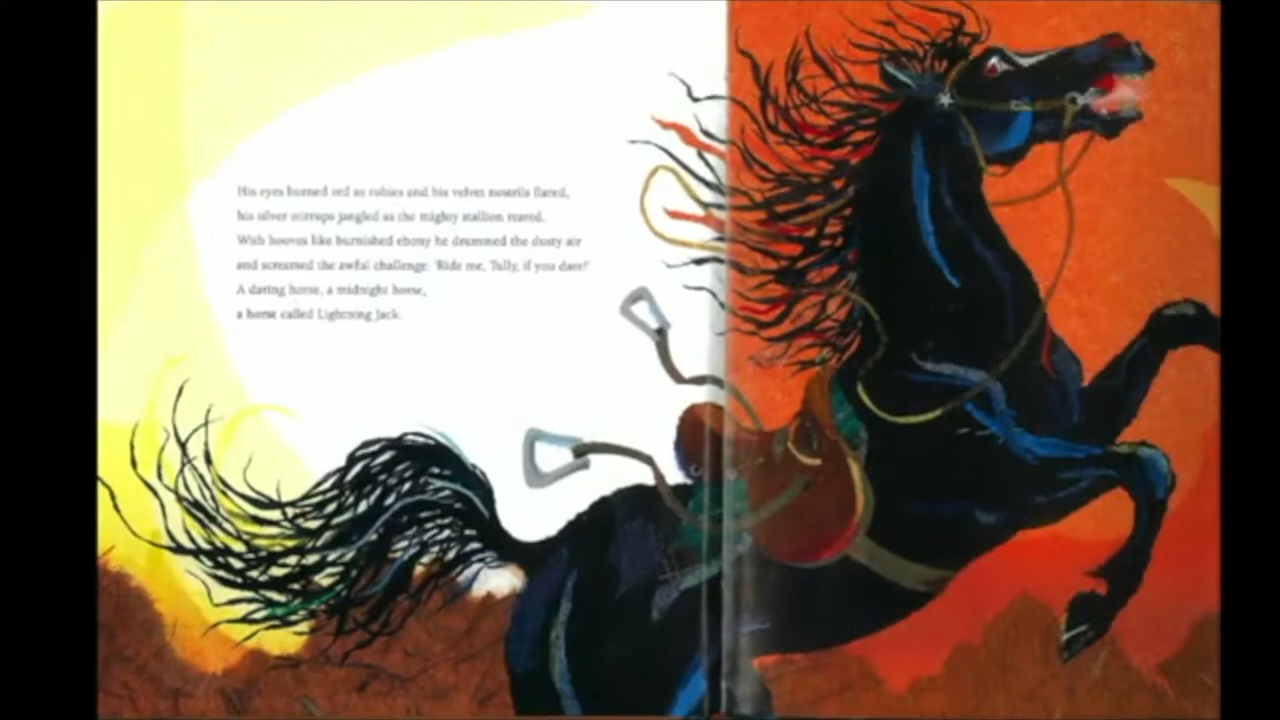 His eyes burned red as rubies and his velvet nostrils flared,
his silver stirrups jangled as the mighty stallion reared.
With hooves like burnished ebony he drummed the dusty air
and screamed the awful challenge: 'Ride me, Tully, if you dare!'
A daring horse, a midnight horse,
a horse called Lightning Jack.